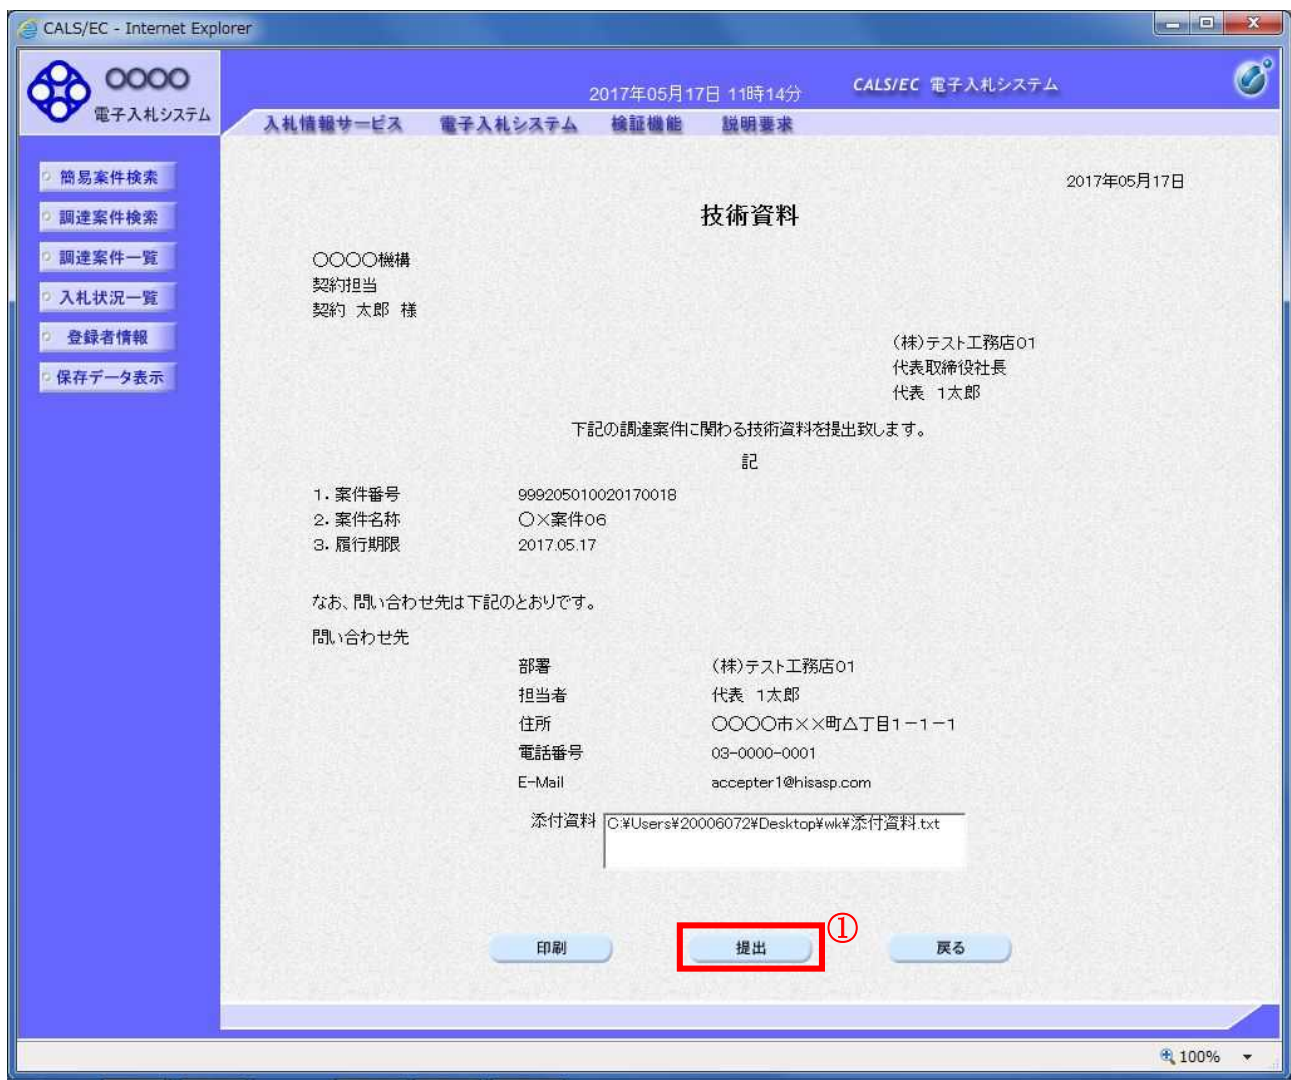 CALS/EC - Internet Explorer
○○○○
電子入札システム
2017年05月17日 11時14分
CALS/EC 電子入札システム
入札情報サービス 電子入札システム 検証機能 説明要求
簡易案件検索
調達案件検索
調達案件一覧
入札状況一覧
登録者情報
保存データ表示
2017年05月17日
技術資料
○○○○機構
契約担当
契約 太郎 様
(株)テスト工務店01
代表取締役社長
代表 1太郎
下記の調達案件に関わる技術資料を提出致します。
記
1.案件番号 999205010020170018
2.案件名称 ○×案件06
3.履行期限 2017.05.17
なお、問い合わせ先は下記のとおりです。
問い合わせ先
部署 (株)テスト工務店01
担当者 代表 1太郎
住所 ○○○○市××町△丁目1-1-1
電話番号 03-0000-0001
E-Mail accepter1@hisasp.com
添付資料 C:¥Users¥20006072¥Desktop¥wk¥添付資料.txt
印刷 提出 ① 戻る
100%